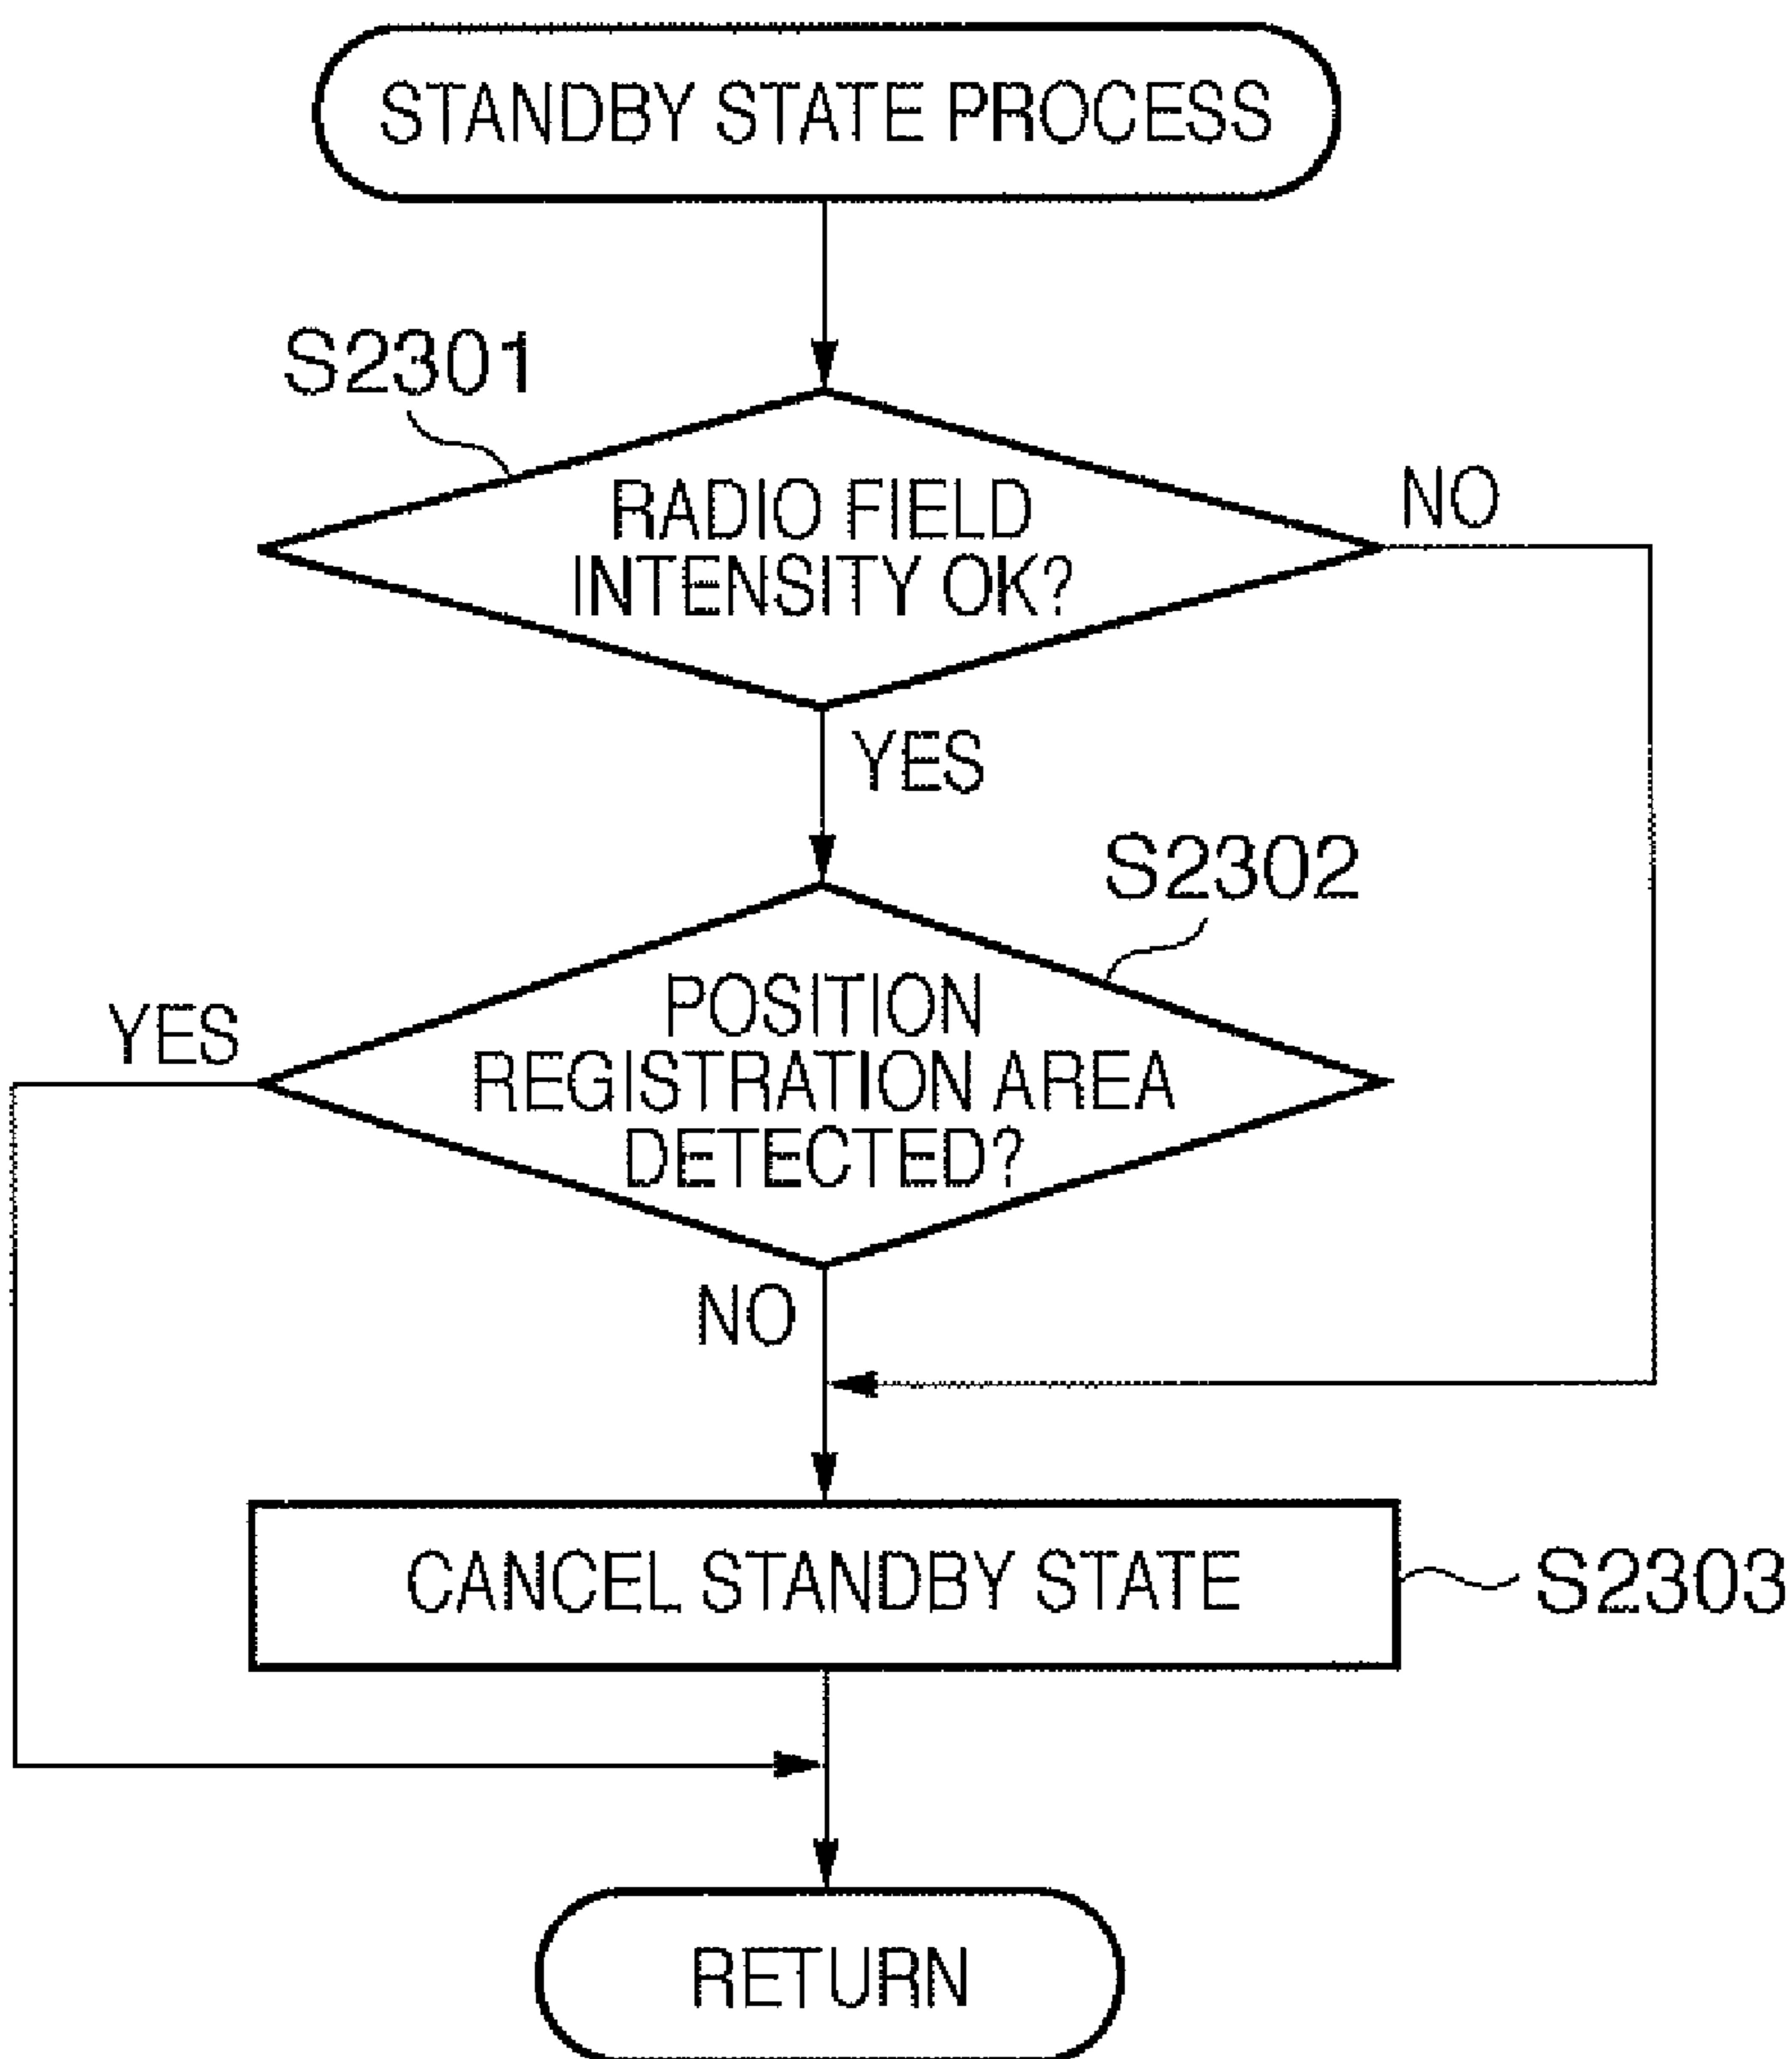 STANDBY STATE PROCESS
S2301
RADIO FIELD
INTENSITY OK?
NO
YES
S2302
POSITION
REGISTRATION AREA
DETECTED?
YES
NO
CANCEL STANDBY STATE
S2303
RETURN